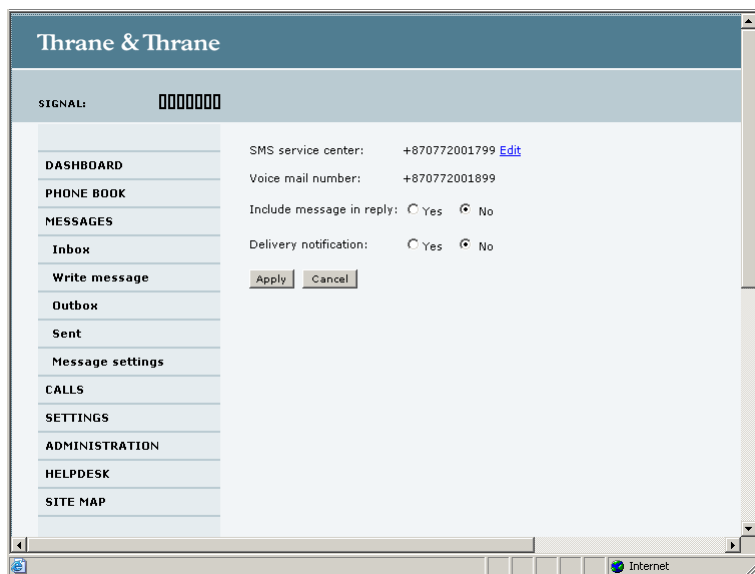 Thrane & Thrane
SIGNAL:
DASHBOARD
PHONE BOOK
MESSAGES
Inbox
Write message
Outbox
Sent
Message settings
CALLS
SETTINGS
ADMINISTRATION
HELPDESK
SITE MAP
SMS service center: +870772001799 Edit
Voice mail number: +870772001899
Include message in reply: Yes No
Delivery notification: Yes No
Apply Cancel
Internet